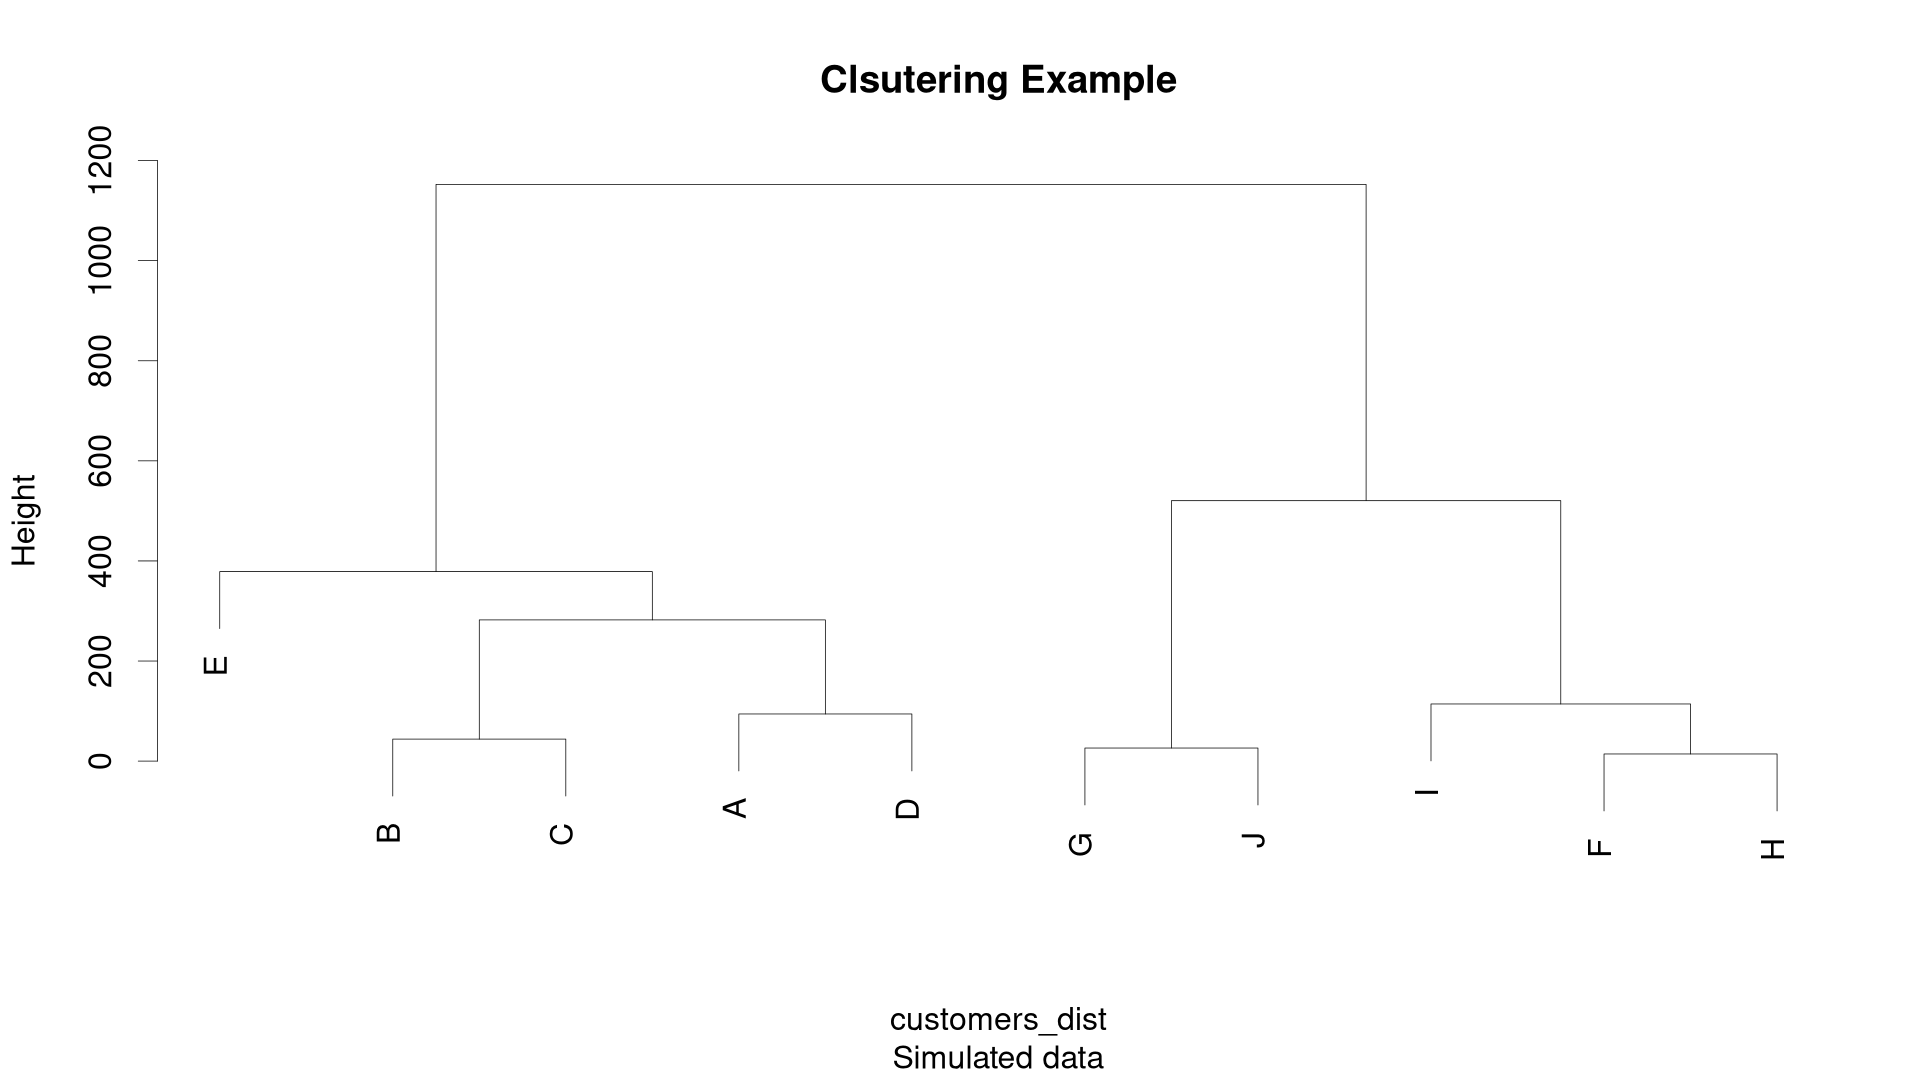 Clsutering Example
Height
1200
1000
800
600
400
200
0
E
B
C
A
D
G
J
I
F
H
customers_dist
Simulated data